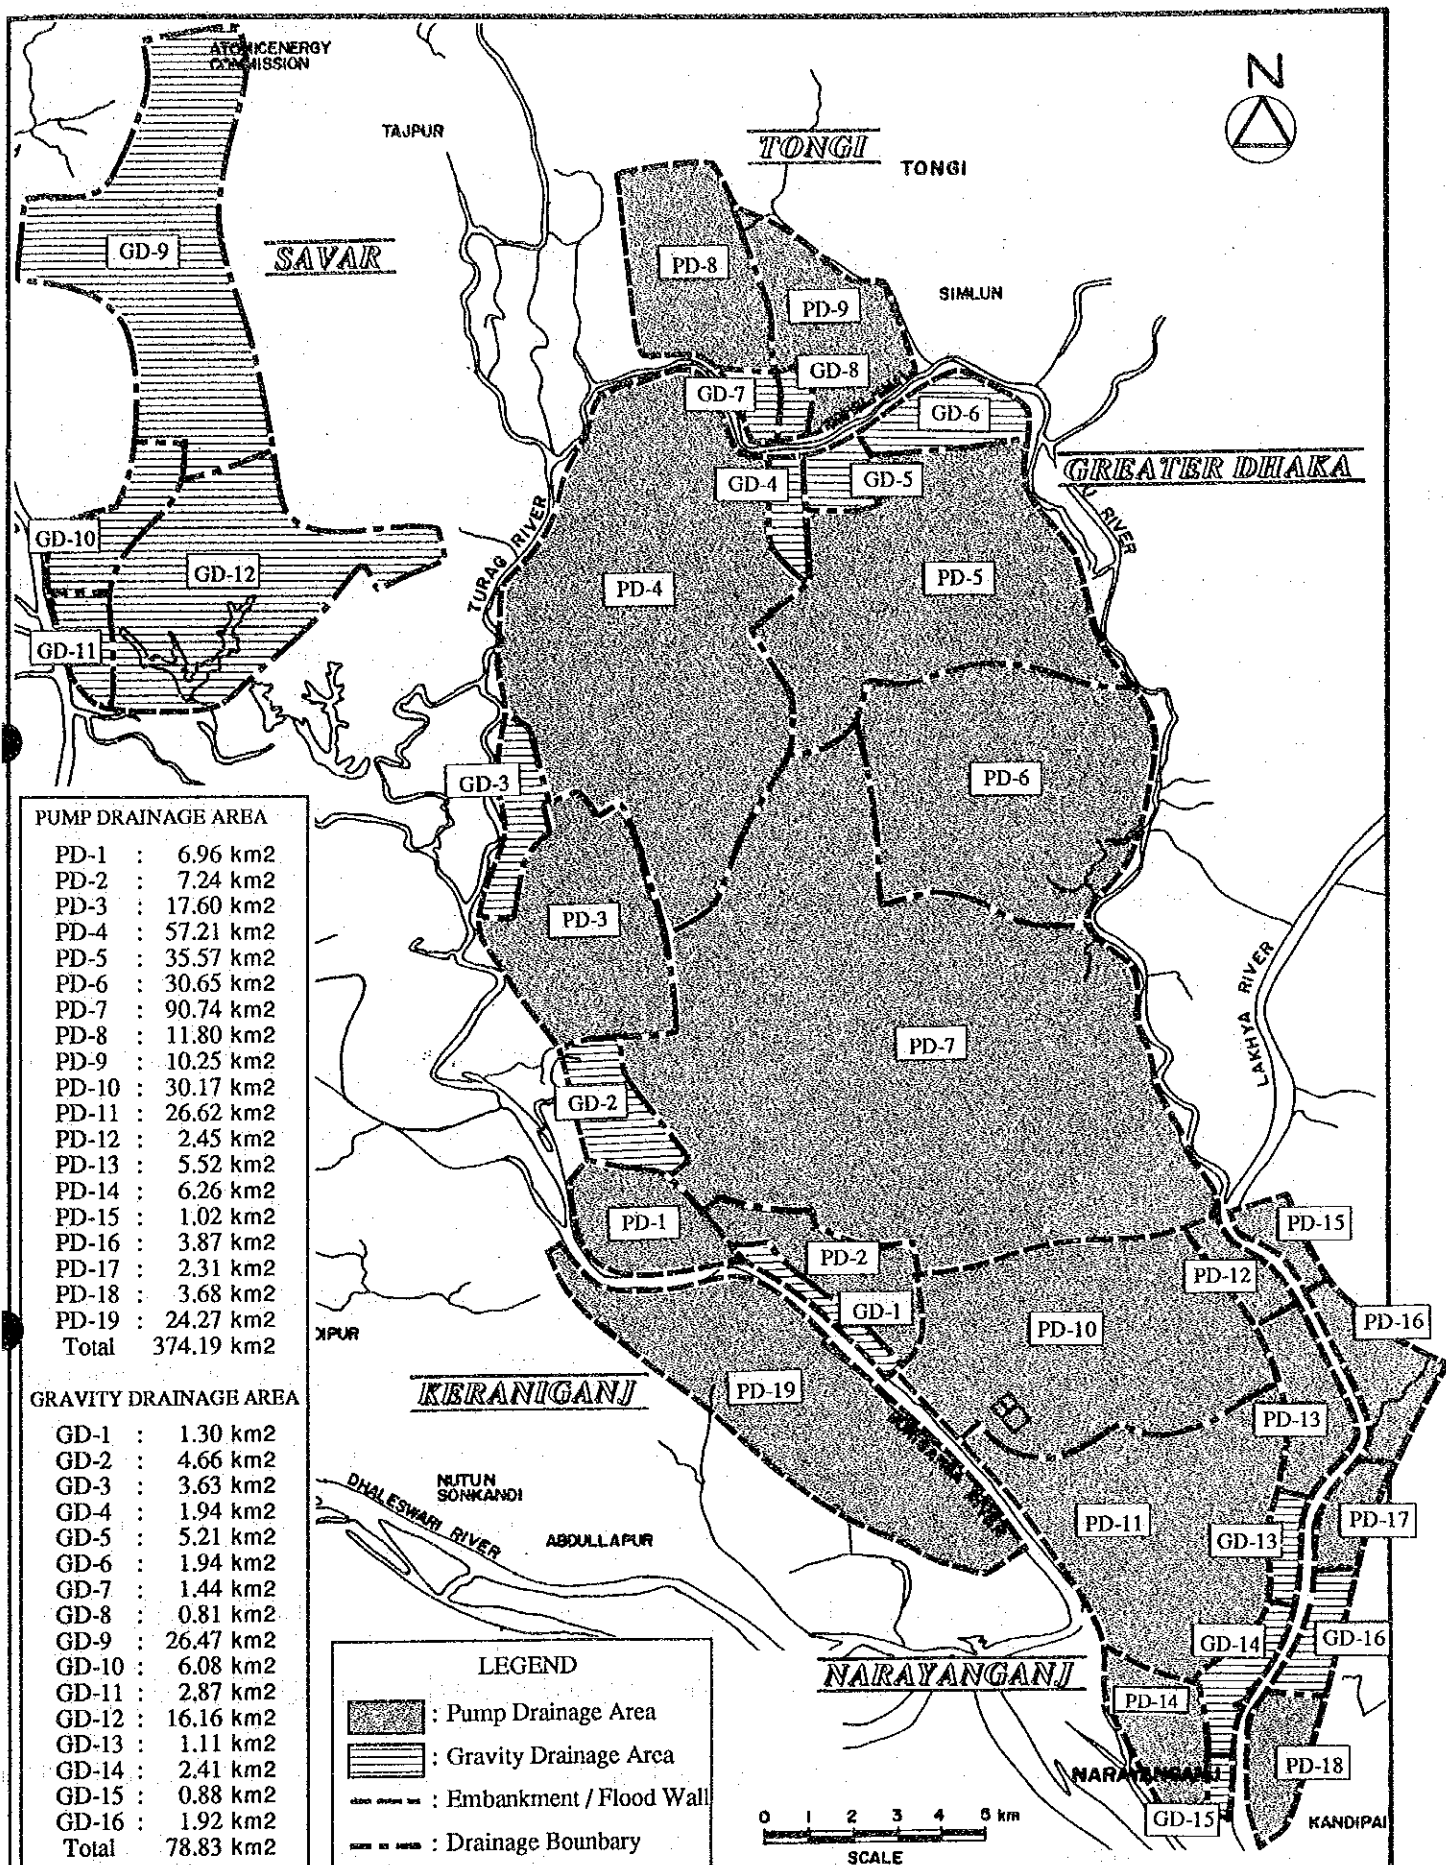 ATOMICENERGY
COMMISSION
N
TAJPUR
TONGI
TONGI
GD-9
SAVAR
PD-8
SIMLUN
PD-9
GD-8
GD-7
GD-6
GREATER DHAKA
GD-4
GD-5
RIVER
GD-10
TURAG RIVER
GD-12
PD-4
PD-5
GD-11
GD-3
PD-6
PUMP DRAINAGE AREA
PD-1 : 6.96 km2
PD-2 : 7.24 km2
PD-3 : 17.60 km2
PD-4 : 57.21 km2
PD-5 : 35.57 km2
PD-6 : 30.65 km2
PD-7 : 90.74 km2
PD-8 : 11.80 km2
PD-9 : 10.25 km2
PD-10 : 30.17 km2
PD-11 : 26.62 km2
PD-12 : 2.45 km2
PD-13 : 5.52 km2
PD-14 : 6.26 km2
PD-15 : 1.02 km2
PD-16 : 3.87 km2
PD-17 : 2.31 km2
PD-18 : 3.68 km2
PD-19 : 24.27 km2
Total 374.19 km2
GRAVITY DRAINAGE AREA
GD-1 : 1.30 km2
GD-2 : 4.66 km2
GD-3 : 3.63 km2
GD-4 : 1.94 km2
GD-5 : 5.21 km2
GD-6 : 1.94 km2
GD-7 : 1.44 km2
GD-8 : 0.81 km2
GD-9 : 26.47 km2
GD-10 : 6.08 km2
GD-11 : 2.87 km2
GD-12 : 16.16 km2
GD-13 : 1.11 km2
GD-14 : 2.41 km2
GD-15 : 0.88 km2
GD-16 : 1.92 km2
Total 78.83 km2
PD-3
LAKHYA RIVER
PD-7
GD-2
PD-1
PD-15
PD-2
PD-12
GD-1
PD-10
PD-16
DIPUR
KERANIGANJ
PD-19
PD-13
NUTUN
SONKANDI
DHALESWARI RIVER
ABDULLAPUR
PD-11
PD-17
GD-13
GD-14
GD-16
NARAYANGANJ
PD-14
NARAYANGANJ
PD-18
GD-15
KANDIPAI
LEGEND
: Pump Drainage Area
: Gravity Drainage Area
: Embankment / Flood Wall
: Drainage Bounbary
0 1 2 3 4 5 km
SCALE